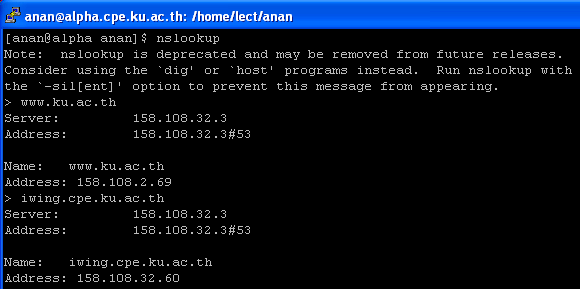 anan@alpha.cpe.ku.ac.th: /home/lect/anan
[anan@alpha anan]$ nslookup
Note:  nslookup is deprecated and may be removed from future releases.
Consider using the `dig' or `host' programs instead.  Run nslookup with
the `-sil[ent]' option to prevent this message from appearing.
> www.ku.ac.th
Server:         158.108.32.3
Address:        158.108.32.3#53
Name:   www.ku.ac.th
Address: 158.108.2.69
> iwing.cpe.ku.ac.th
Server:         158.108.32.3
Address:        158.108.32.3#53
Name:   iwing.cpe.ku.ac.th
Address: 158.108.32.60